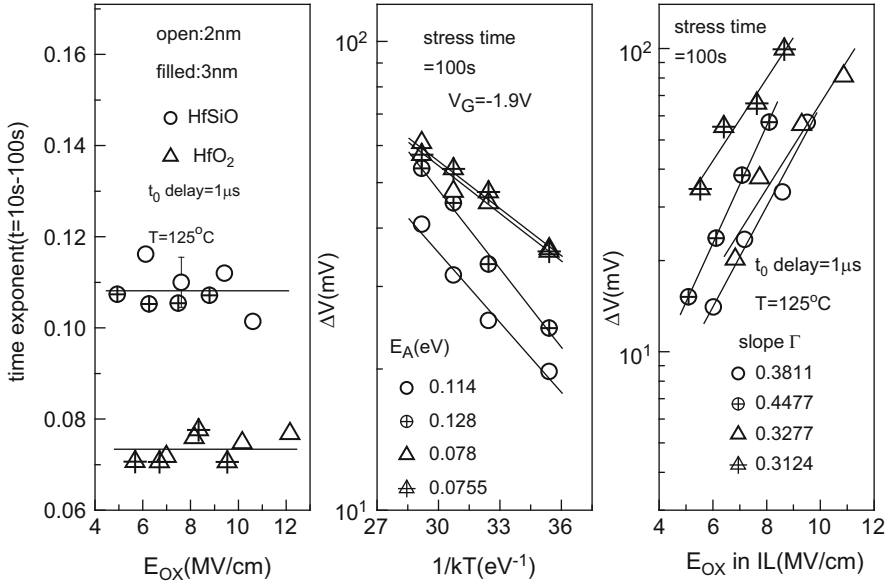 0.16
0.14
0.12
0.10
0.08
0.06
time exponent(t=10s-100s)
open:2nm
filled:3nm
HfSiO
HfO₂
t₀ delay=1μs
T=125°C
4 6 8 10 12
E_OX(MV/cm)
10²
10¹
ΔV(mV)
stress time
=100s
V_G=-1.9V
E_A(eV)
0.114
0.128
0.078
0.0755
27 30 33 36
1/kT(eV⁻¹)
10²
10¹
ΔV(mV)
stress time
=100s
t₀ delay=1μs
T=125°C
slope Γ
0.3811
0.4477
0.3277
0.3124
4 6 8 10 12
E_OX in IL(MV/cm)